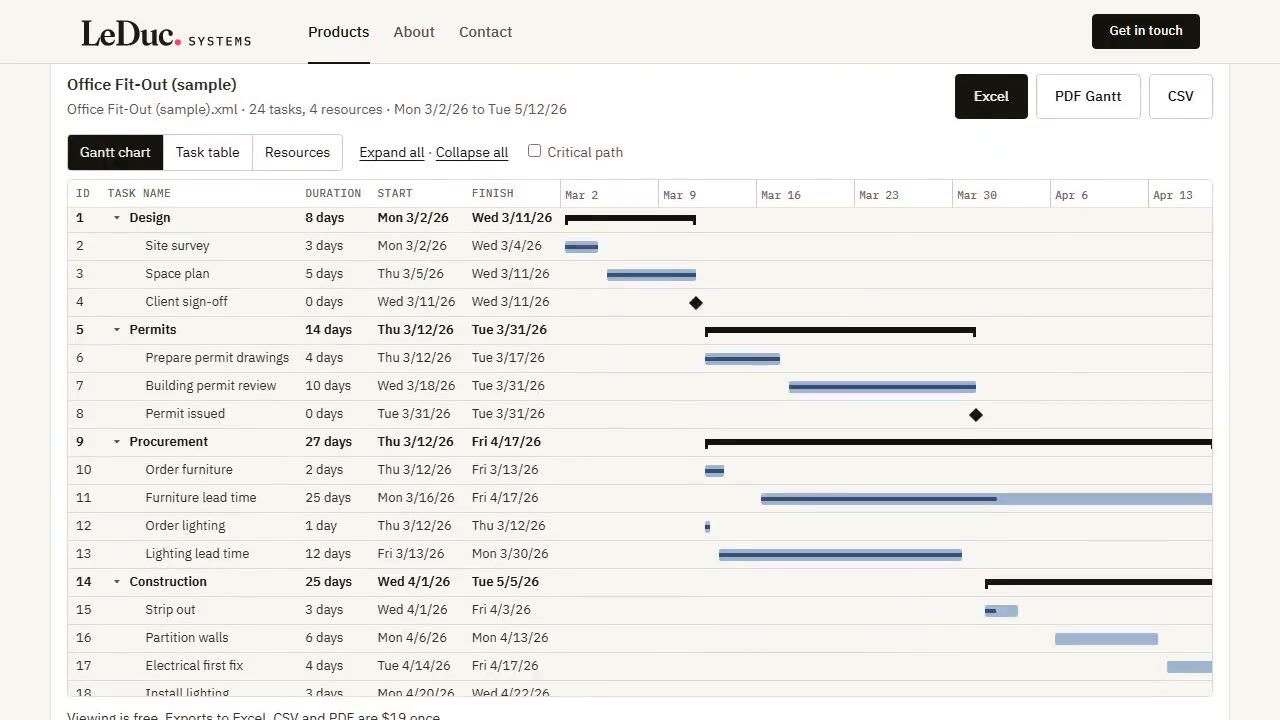 LeDuc. SYSTEMS Products About Contact Get in touch
Office Fit-Out (sample)
Office Fit-Out (sample).xml · 24 tasks, 4 resources · Mon 3/2/26 to Tue 5/12/26
Excel PDF Gantt CSV
Gantt chart Task table Resources Expand all · Collapse all Critical path
ID TASK NAME DURATION START FINISH Mar 2 Mar 9 Mar 16 Mar 23 Mar 30 Apr 6 Apr 13
1 Design 8 days Mon 3/2/26 Wed 3/11/26
2 Site survey 3 days Mon 3/2/26 Wed 3/4/26
3 Space plan 5 days Thu 3/5/26 Wed 3/11/26
4 Client sign-off 0 days Wed 3/11/26 Wed 3/11/26
5 Permits 14 days Thu 3/12/26 Tue 3/31/26
6 Prepare permit drawings 4 days Thu 3/12/26 Tue 3/17/26
7 Building permit review 10 days Wed 3/18/26 Tue 3/31/26
8 Permit issued 0 days Tue 3/31/26 Tue 3/31/26
9 Procurement 27 days Thu 3/12/26 Fri 4/17/26
10 Order furniture 2 days Thu 3/12/26 Fri 3/13/26
11 Furniture lead time 25 days Mon 3/16/26 Fri 4/17/26
12 Order lighting 1 day Thu 3/12/26 Thu 3/12/26
13 Lighting lead time 12 days Fri 3/13/26 Mon 3/30/26
14 Construction 25 days Wed 4/1/26 Tue 5/5/26
15 Strip out 3 days Wed 4/1/26 Fri 4/3/26
16 Partition walls 6 days Mon 4/6/26 Mon 4/13/26
17 Electrical first fix 4 days Tue 4/14/26 Fri 4/17/26
18 Install lighting 3 days Mon 4/20/26 Wed 4/22/26
Viewing is free. Exports to Excel, CSV and PDF are $19 once.